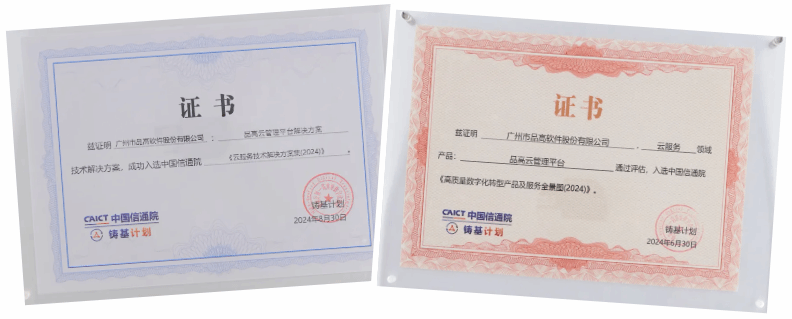 证书
兹证明 广州市品高软件股份有限公司 : 品高云管理平台解决方案
技术解决方案，成功入选中国信通院 《云服务技术解决方案集(2024)》 。
CAICT 中国信通院
铸基计划
铸基计划
2024年8月30日
证书
兹证明 广州市品高软件股份有限公司 ， 云服务 领域
产品： 品高云管理平台 通过评估，入选中国信通院
《高质量数字化转型产品及服务全景图(2024)》。
CAICT 中国信通院
铸基计划
铸基计划
2024年6月30日